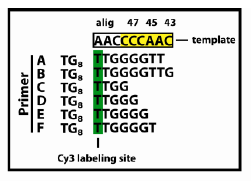 alig 47 45 43
AACCCCAAC template
Primer
A TG8 TTGGGGTT
B TG8 TTGGGGTTG
C TG8 TTGG
D TG8 TTGGG
E TG8 TTGGGG
F TG8 TTGGGGT
Cy3 labeling site